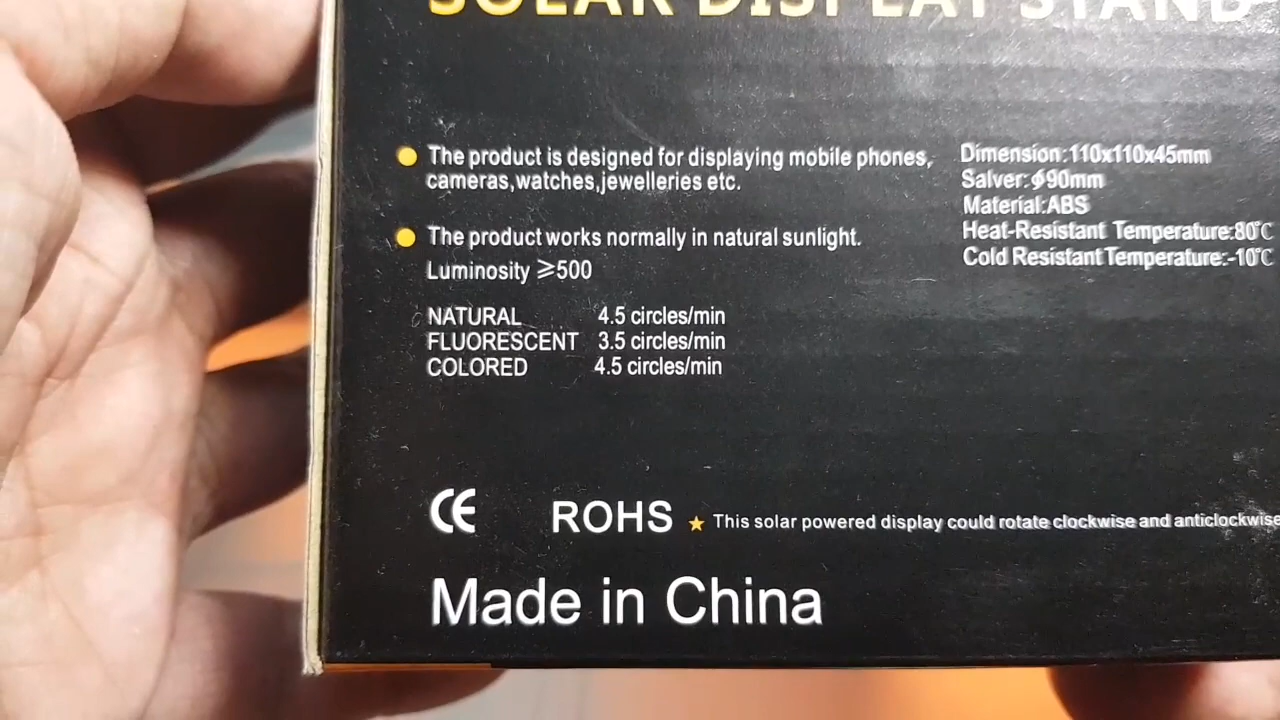 SOLAR DISPLAY STAND
The product is designed for displaying mobile phones,
cameras,watches,jewelleries etc.
The product works normally in natural sunlight.
Luminosity ⩾500
NATURAL 4.5 circles/min
FLUORESCENT 3.5 circles/min
COLORED 4.5 circles/min
Dimension:110x110x45mm
Salver:ϕ90mm
Material:ABS
Heat-Resistant Temperature:80℃
Cold Resistant Temperature:-10℃
CE ROHS ★ This solar powered display could rotate clockwise and anticlockwise
Made in China